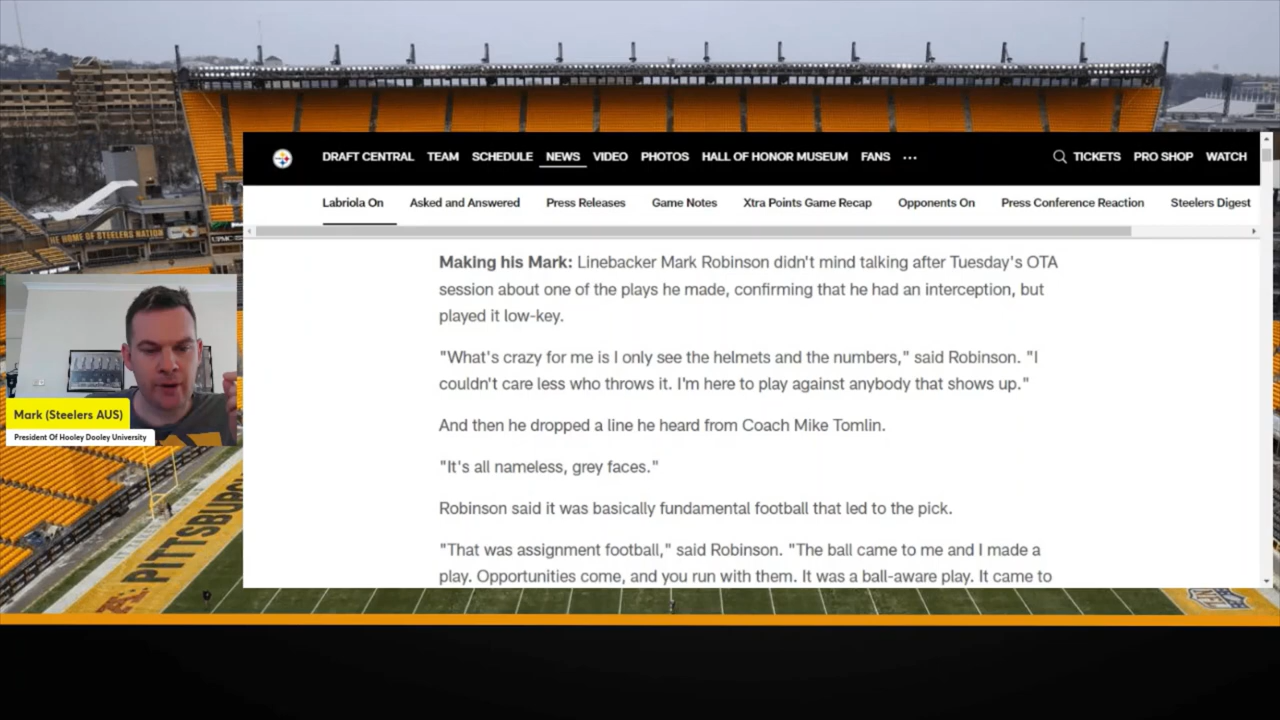 DRAFT CENTRAL TEAM SCHEDULE NEWS VIDEO PHOTOS HALL OF HONOR MUSEUM FANS ... TICKETS PRO SHOP WATCH
Labriola On Asked and Answered Press Releases Game Notes Xtra Points Game Recap Opponents On Press Conference Reaction Steelers Digest
THE HOME OF STEELERS NATION
Making his Mark: Linebacker Mark Robinson didn't mind talking after Tuesday's OTA
session about one of the plays he made, confirming that he had an interception, but
played it low-key.
"What's crazy for me is I only see the helmets and the numbers," said Robinson. "I
couldn't care less who throws it. I'm here to play against anybody that shows up."
And then he dropped a line he heard from Coach Mike Tomlin.
"It's all nameless, grey faces."
Robinson said it was basically fundamental football that led to the pick.
"That was assignment football," said Robinson. "The ball came to me and I made a
play. Opportunities come, and you run with them. It was a ball-aware play. It came to
Mark (Steelers AUS)
President Of Hooley Dooley University
PITTSBURGH
NFL